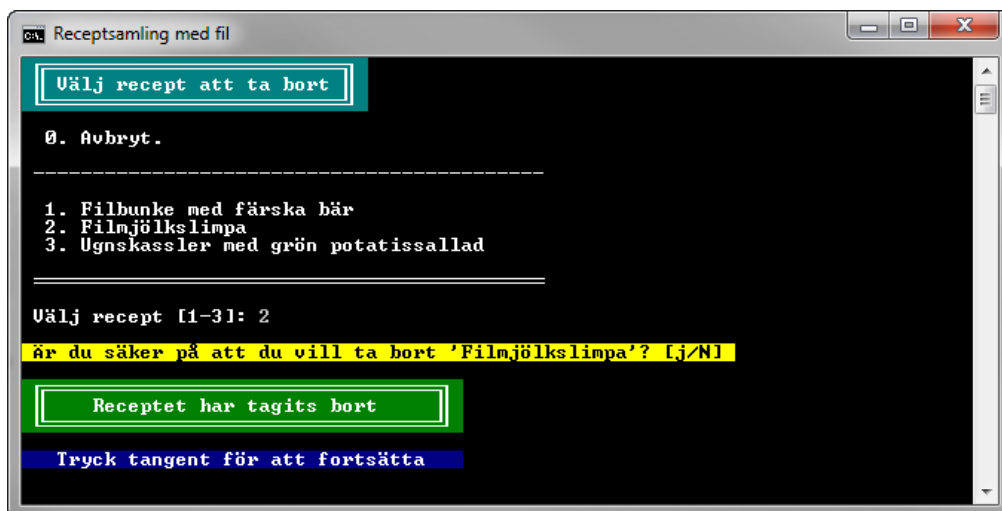 Receptsamling med fil
Välj recept att ta bort
0. Avbryt.
1. Filbunke med färska bär
2. Filmjölkslimpa
3. Ugnskassler med grön potatissallad
Välj recept [1-3]: 2
Är du säker på att du vill ta bort 'Filmjölkslimpa'? [j/N]
Receptet har tagits bort
Tryck tangent för att fortsätta